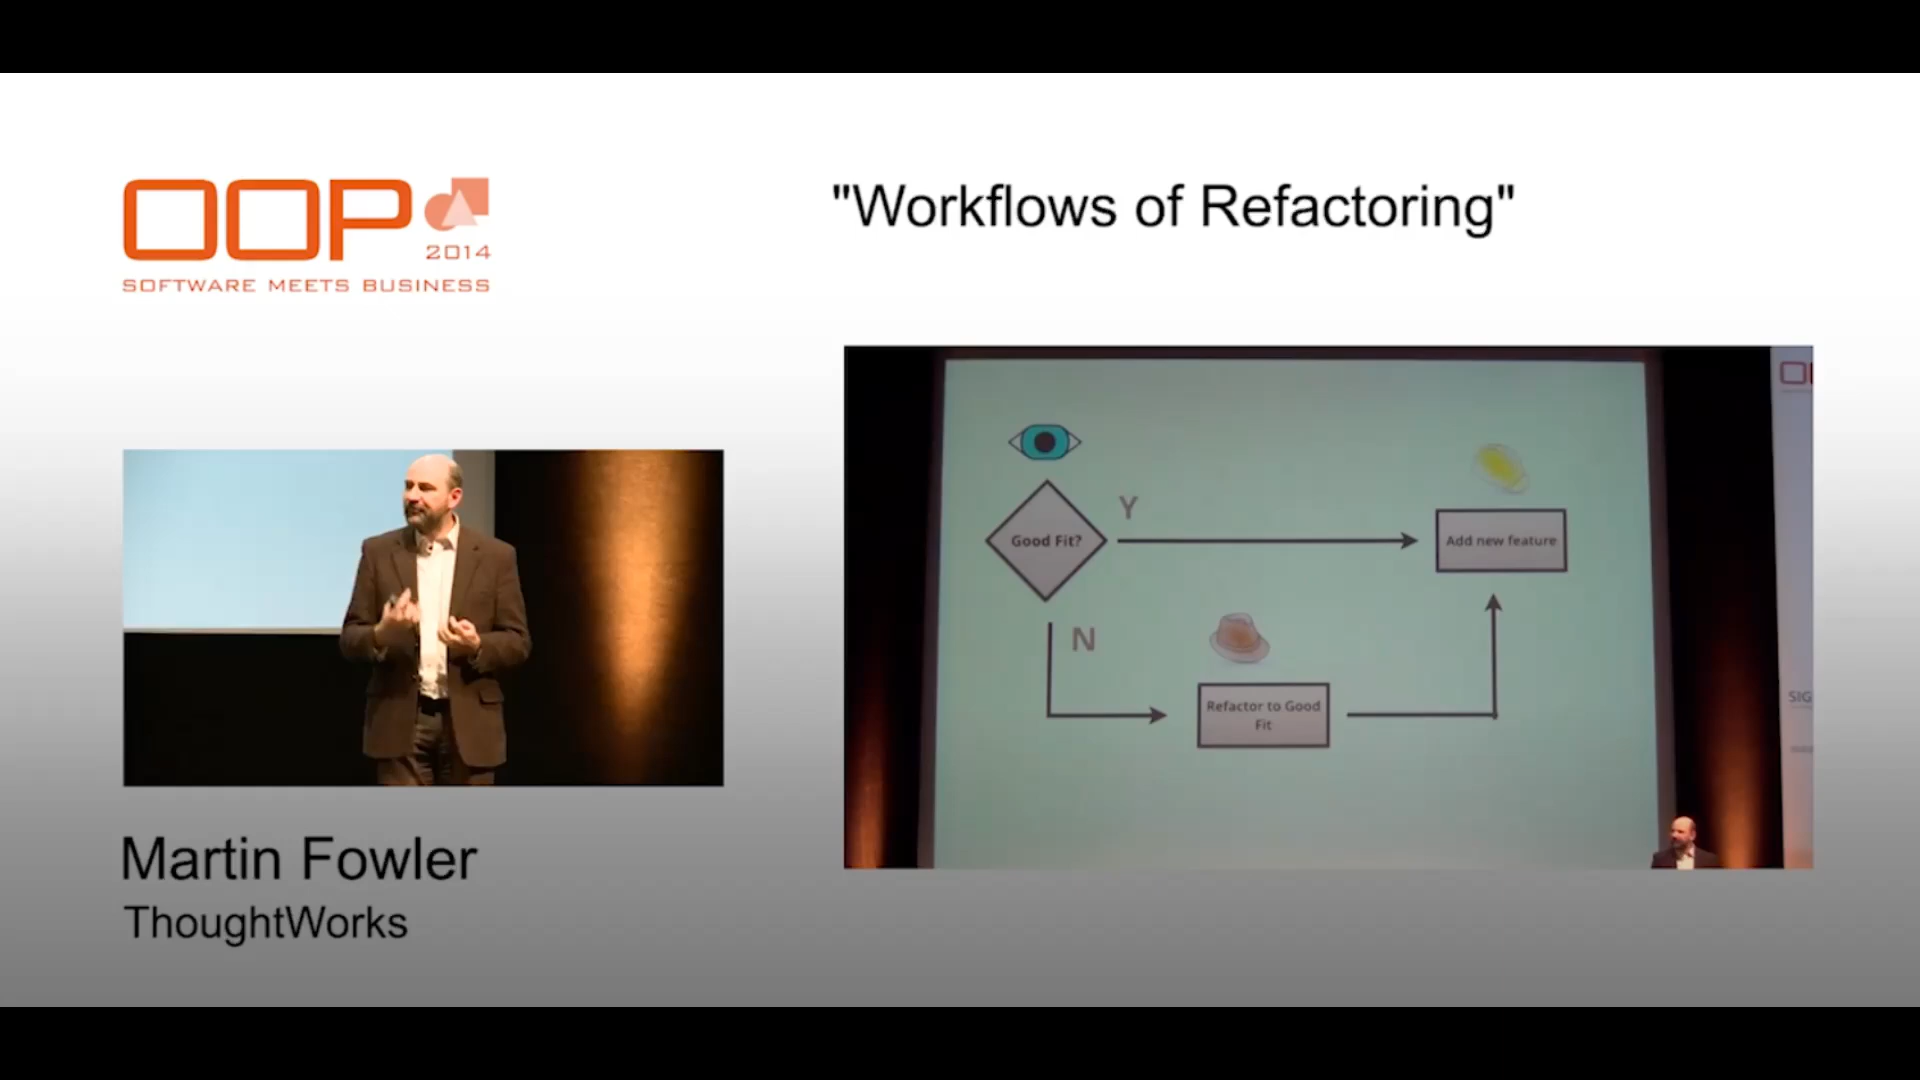 OOP
2014
SOFTWARE MEETS BUSINESS
"Workflows of Refactoring"
Good Fit?
Y
Add new feature
N
Refactor to Good
Fit
Martin Fowler
ThoughtWorks